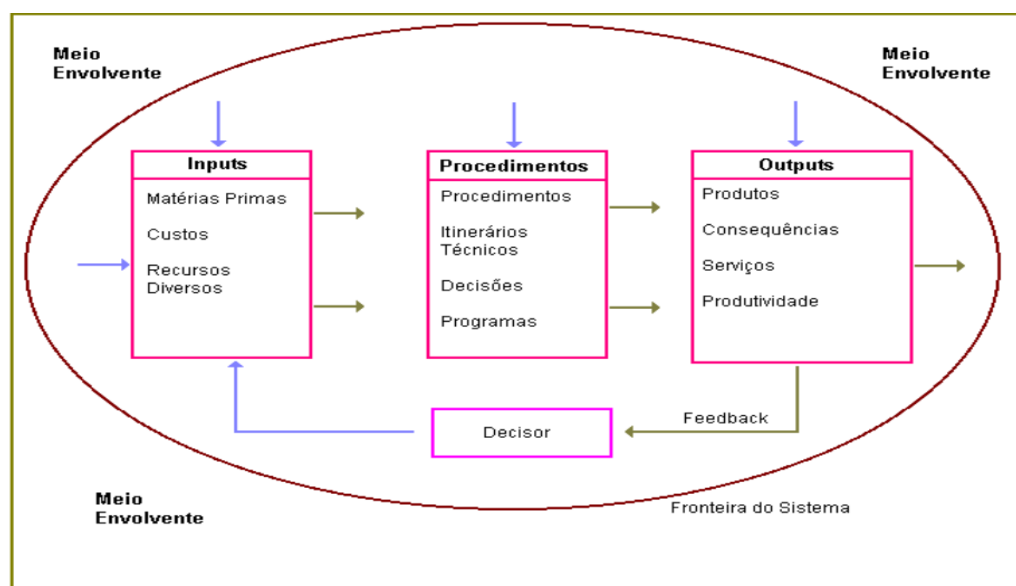 Meio
Envolvente
Meio
Envolvente
Inputs
Matérias Primas
Custos
Recursos
Diversos
Procedimentos
Procedimentos
Itinerários
Técnicos
Decisões
Programas
Outputs
Produtos
Consequências
Serviços
Produtividade
Feedback
Decisor
Meio
Envolvente
Fronteira do Sistema